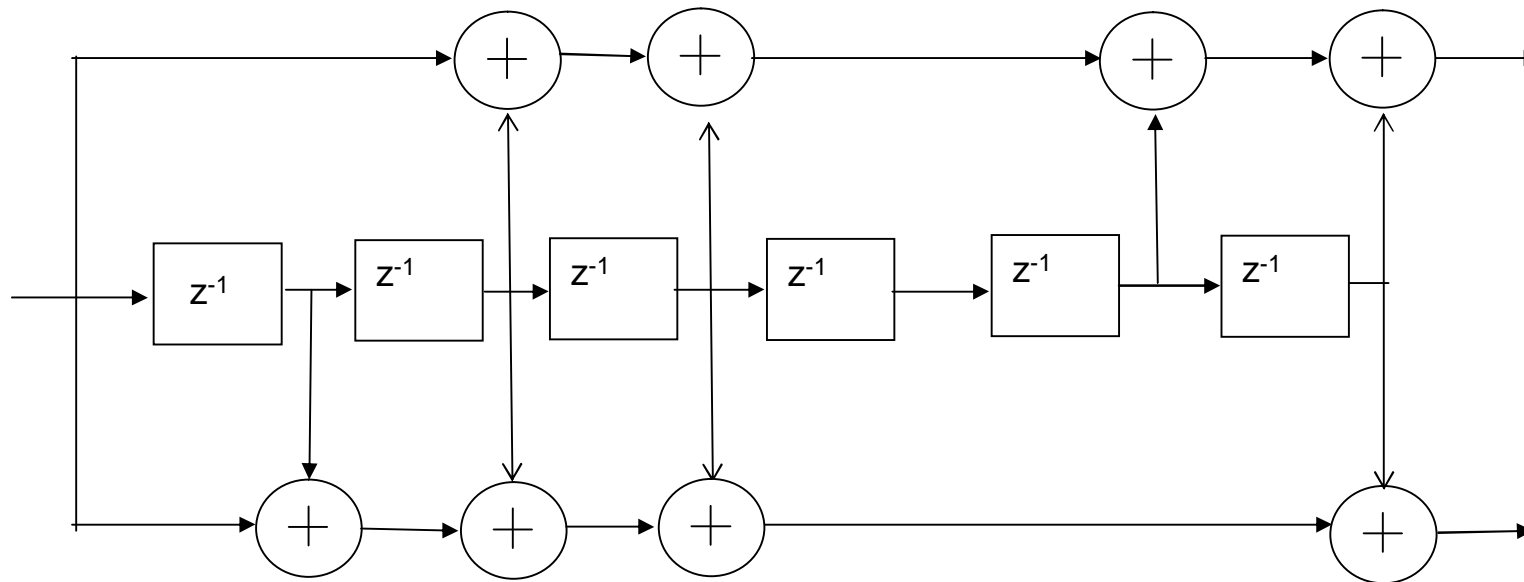 + + + +
z⁻¹ z⁻¹ z⁻¹ z⁻¹ z⁻¹ z⁻¹
+ + + +